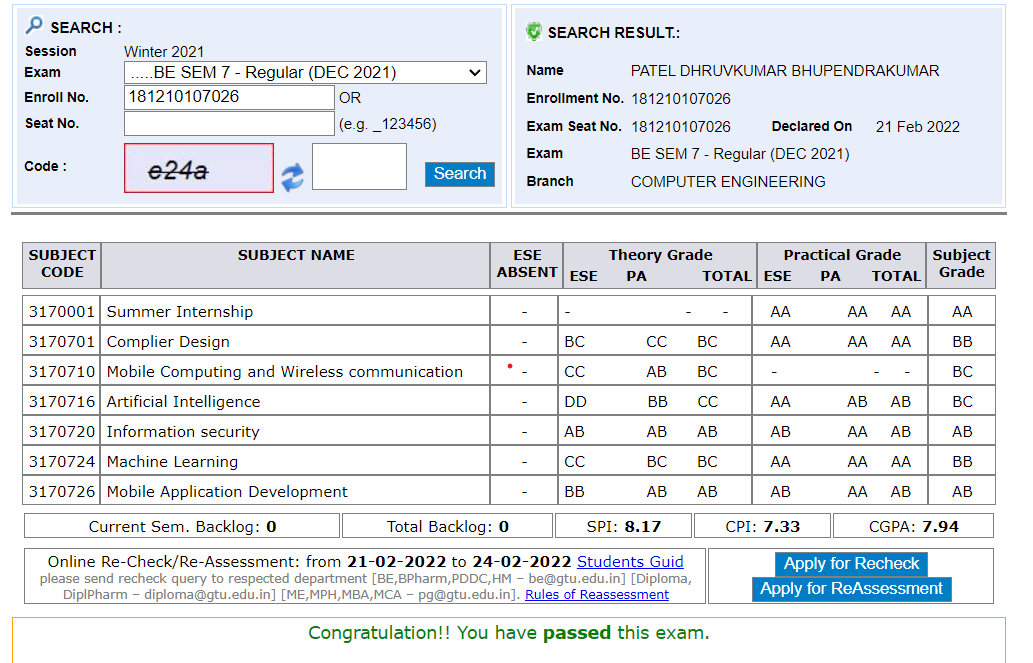 SEARCH :
Session Winter 2021
Exam .....BE SEM 7 - Regular (DEC 2021)
Enroll No. 181210107026 OR
Seat No. (e.g. _123456)
Code : e24a Search
SEARCH RESULT.:
Name PATEL DHRUVKUMAR BHUPENDRAKUMAR
Enrollment No. 181210107026
Exam Seat No. 181210107026 Declared On 21 Feb 2022
Exam BE SEM 7 - Regular (DEC 2021)
Branch COMPUTER ENGINEERING
SUBJECT CODE SUBJECT NAME ESE ABSENT Theory Grade Practical Grade Subject Grade
ESE PA TOTAL ESE PA TOTAL
3170001 Summer Internship - - - - AA AA AA AA
3170701 Complier Design - BC CC BC AA AA AA BB
3170710 Mobile Computing and Wireless communication - CC AB BC - - - BC
3170716 Artificial Intelligence - DD BB CC AA AB AB BC
3170720 Information security - AB AB AB AB AA AB AB
3170724 Machine Learning - CC BC BC AA AA AA BB
3170726 Mobile Application Development - BB AB AB AB AA AB AB
Current Sem. Backlog: 0 Total Backlog: 0 SPI: 8.17 CPI: 7.33 CGPA: 7.94
Online Re-Check/Re-Assessment: from 21-02-2022 to 24-02-2022 Students Guid
please send recheck query to respected department [BE,BPharm,PDDC,HM – be@gtu.edu.in] [Diploma,
DiplPharm – diploma@gtu.edu.in] [ME,MPH,MBA,MCA – pg@gtu.edu.in]. Rules of Reassessment
Apply for Recheck
Apply for ReAssessment
Congratulation!! You have passed this exam.